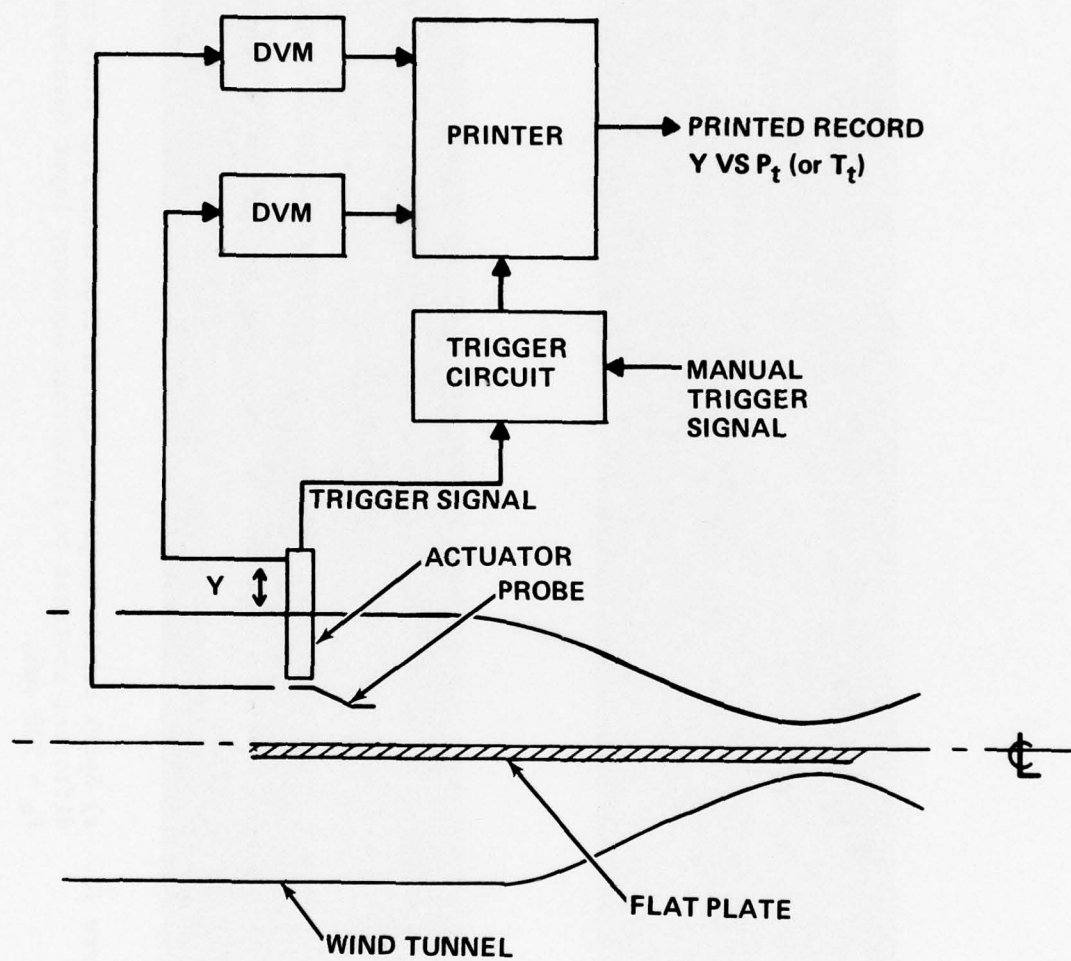 DVM
PRINTER
PRINTED RECORD
Y VS Pt (or Tt)
DVM
TRIGGER
CIRCUIT
MANUAL
TRIGGER
SIGNAL
TRIGGER SIGNAL
ACTUATOR
Y
PROBE
℄
FLAT PLATE
WIND TUNNEL